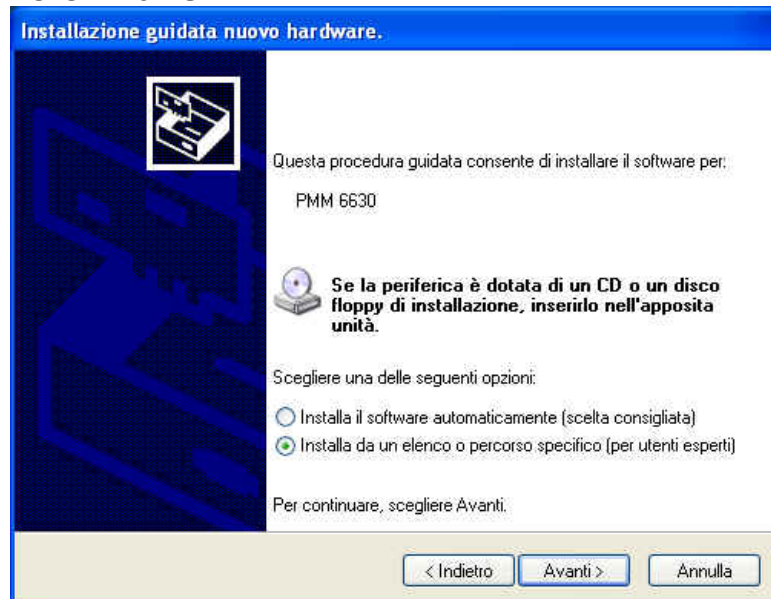 Installazione guidata nuovo hardware.
Questa procedura guidata consente di installare il software per:
PMM 6630
Se la periferica è dotata di un CD o un disco
floppy di installazione, inserirlo nell'apposita
unità.
Scegliere una delle seguenti opzioni:
Installa il software automaticamente (scelta consigliata)
Installa da un elenco o percorso specifico (per utenti esperti)
Per continuare, scegliere Avanti.
< Indietro Avanti > Annulla